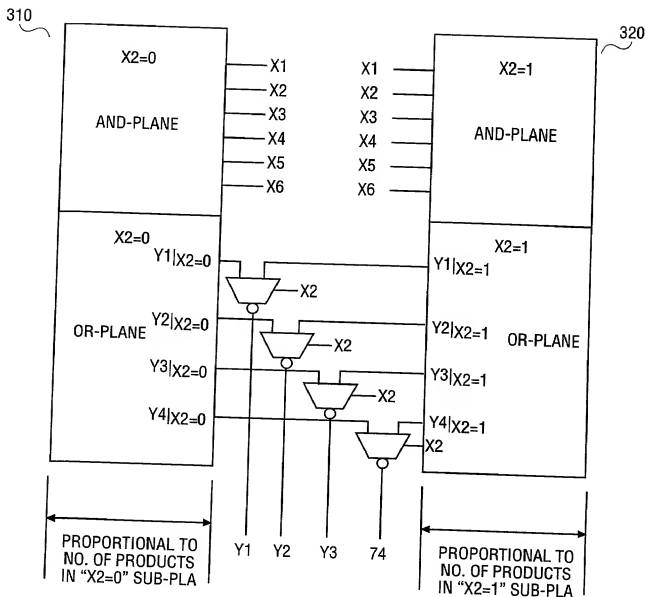 310
320
X2=0
AND-PLANE
X1
X2
X3
X4
X5
X6
X1
X2
X3
X4
X5
X6
X2=1
AND-PLANE
X2=0
Y1|X2=0
Y2|X2=0
OR-PLANE
Y3|X2=0
Y4|X2=0
X2
X2
X2
X2
X2=1
Y1|X2=1
Y2|X2=1
OR-PLANE
Y3|X2=1
Y4|X2=1
Y1
Y2
Y3
74
PROPORTIONAL TO
NO. OF PRODUCTS
IN "X2=0" SUB-PLA
PROPORTIONAL TO
NO. OF PRODUCTS
IN "X2=1" SUB-PLA